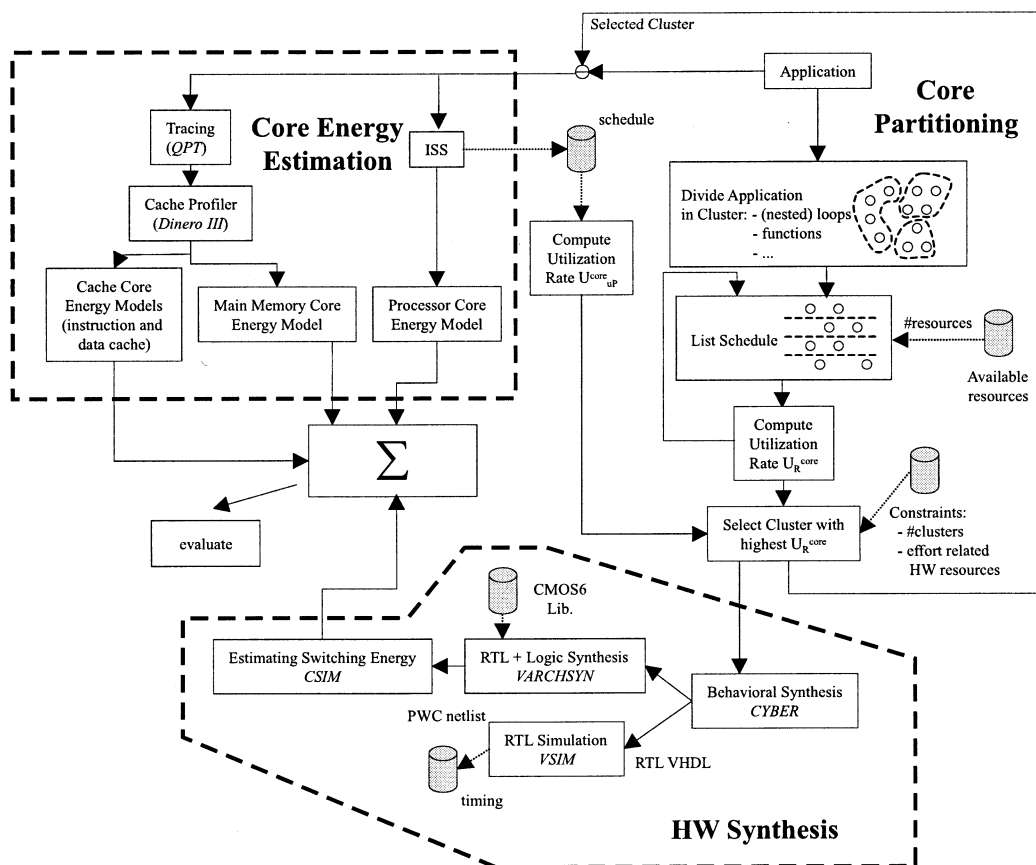 Selected Cluster
Application
Core
Partitioning
Core Energy
Estimation
Tracing
(QPT)
ISS
schedule
Cache Profiler
(Dinero III)
Divide Application
in Cluster: - (nested) loops
- functions
- ...
Compute
Utilization
Rate U^core_uP
Cache Core
Energy Models
(instruction and
data cache)
Main Memory Core
Energy Model
Processor Core
Energy Model
List Schedule
#resources
Available
resources
Compute
Utilization
Rate U_R^core
Σ
evaluate
Select Cluster with
highest U_R^core
Constraints:
- #clusters
- effort related
HW resources
CMOS6
Lib.
Estimating Switching Energy
CSIM
RTL + Logic Synthesis
VARCHSYN
Behavioral Synthesis
CYBER
PWC netlist
RTL Simulation
VSIM
RTL VHDL
timing
HW Synthesis